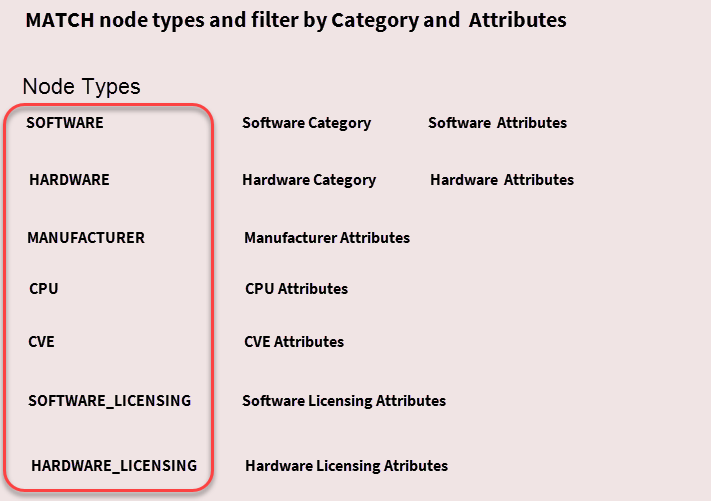 MATCH node types and filter by Category and Attributes
Node Types
SOFTWARE Software Category Software Attributes
HARDWARE Hardware Category Hardware Attributes
MANUFACTURER Manufacturer Attributes
CPU CPU Attributes
CVE CVE Attributes
SOFTWARE_LICENSING Software Licensing Attributes
HARDWARE_LICENSING Hardware Licensing Atributes